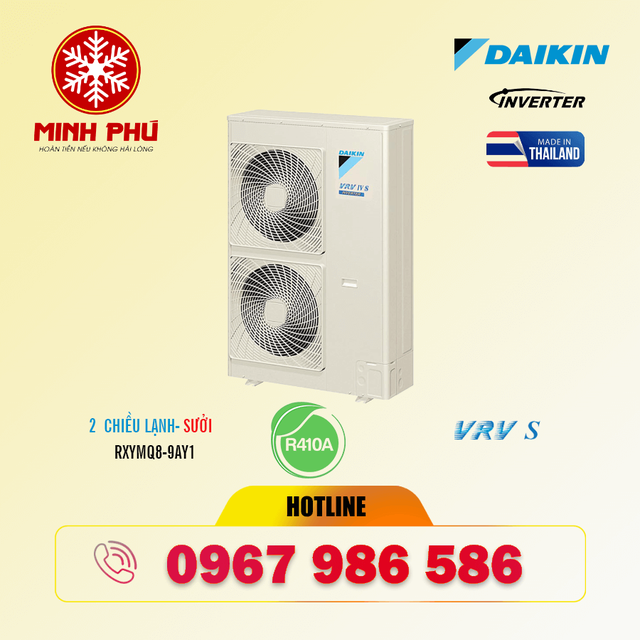 MINH PHÚ
HOÀN TIỀN NẾU KHÔNG HÀI LÒNG
DAIKIN
INVERTER
MADE IN
THAILAND
DAIKIN
VRV IV S
INVERTER
2 CHIỀU LẠNH- SƯỞI
RXYMQ8-9AY1
R410A
VRV S
HOTLINE
0967 986 586